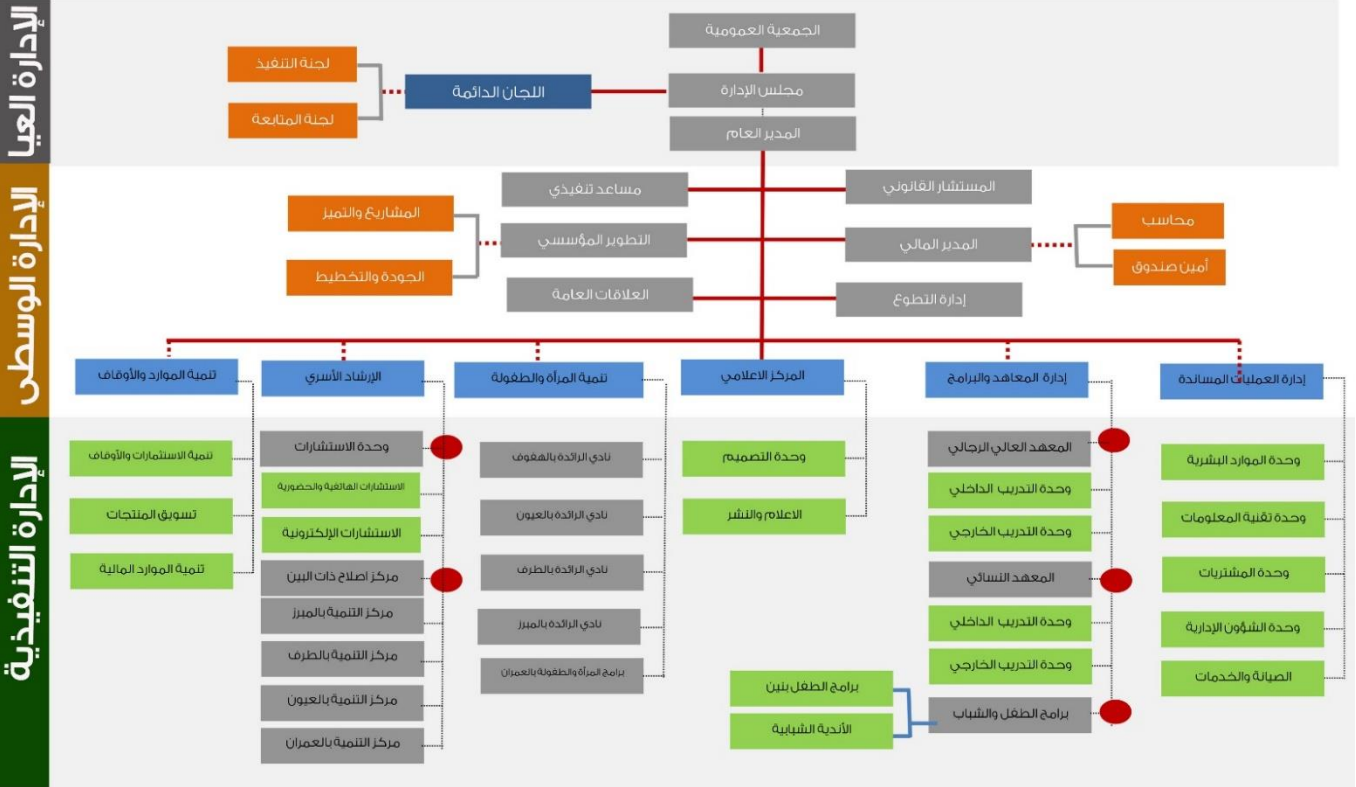 الإدارة العيا
الجمعية العمومية
مجلس الإدارة
المدير العام
اللجان الدائمة
لجنة التنفيذ
لجنة المتابعة
الإدارة الوسطى
المستشار القانوني
مساعد تنفيذي
المدير المالي
محاسب
أمين صندوق
التطوير المؤسسي
المشاريع والتميز
الجودة والتخطيط
إدارة التطوع
العلاقات العامة
إدارة العمليات المساندة
إدارة المعاهد والبرامج
المركز الاعلامي
تنمية المرأة والطفولة
الإرشاد الأسري
تنمية الموارد والأوقاف
الإدارة التنفيذية
وحدة الموارد البشرية
وحدة تقنية المعلومات
وحدة المشتريات
وحدة الشؤون الإدارية
الصيانة والخدمات
المعهد العالي الرجالي
وحدة التدريب الداخلي
وحدة التدريب الخارجي
المعهد النسائي
وحدة التدريب الداخلي
وحدة التدريب الخارجي
برامج الطفل والشباب
برامج الطفل بنين
الأندية الشبابية
وحدة التصميم
الاعلام والنشر
نادي الرائدة بالهفوف
نادي الرائدة بالعيون
نادي الرائدة بالطرف
نادي الرائدة بالمبرز
برامج المرأة والطفولة بالعمران
وحدة الاستشارات
الاستشارات الهاتفية والحضورية
الاستشارات الإلكترونية
مركز اصلاح ذات البين
مركز التنمية بالمبرز
مركز التنمية بالطرف
مركز التنمية بالعيون
مركز التنمية بالعمران
تنمية الاستثمارات والأوقاف
تسويق المنتجات
تنمية الموارد المالية